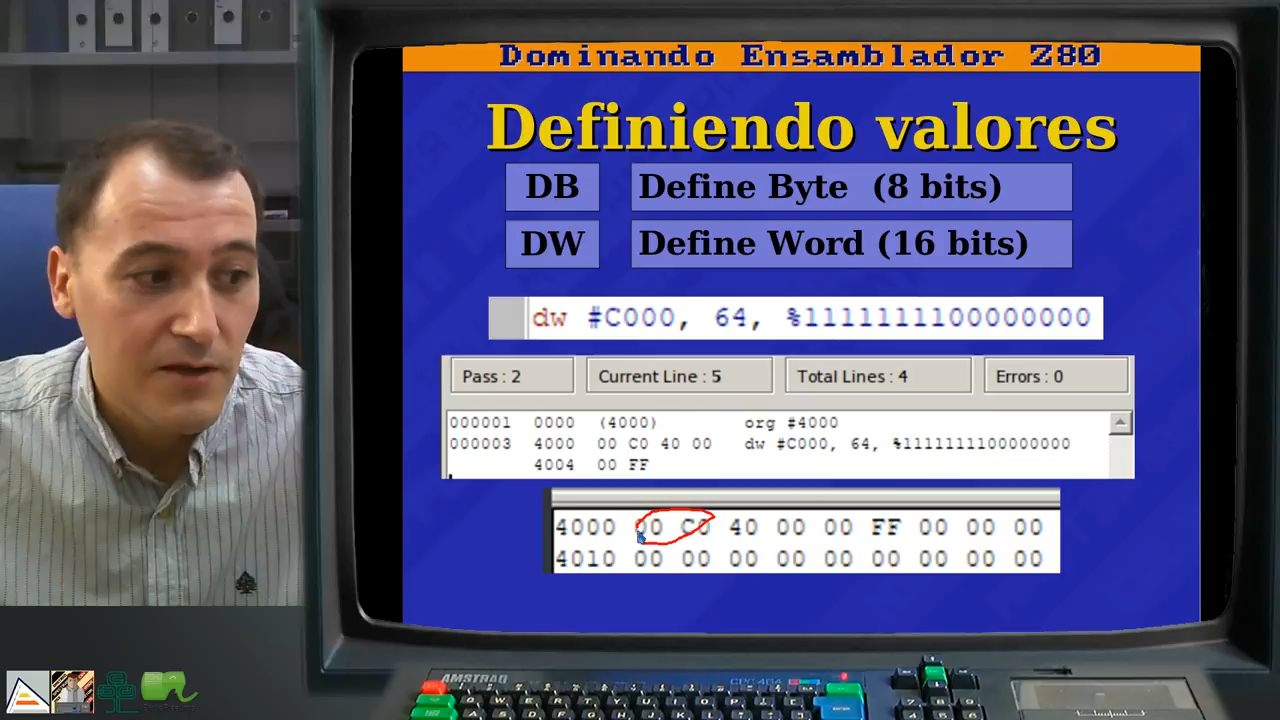 Dominando Ensamblador Z80
Definiendo valores
DB Define Byte (8 bits)
DW Define Word (16 bits)
dw #C000, 64, %1111111100000000
Pass : 2 Current Line : 5 Total Lines : 4 Errors : 0
000001 0000 (4000) org #4000
000003 4000 00 C0 40 00 dw #C000, 64, %1111111100000000
4004 00 FF
4000 00 C0 40 00 00 FF 00 00 00
4010 00 00 00 00 00 00 00 00 00
AMSTRAD